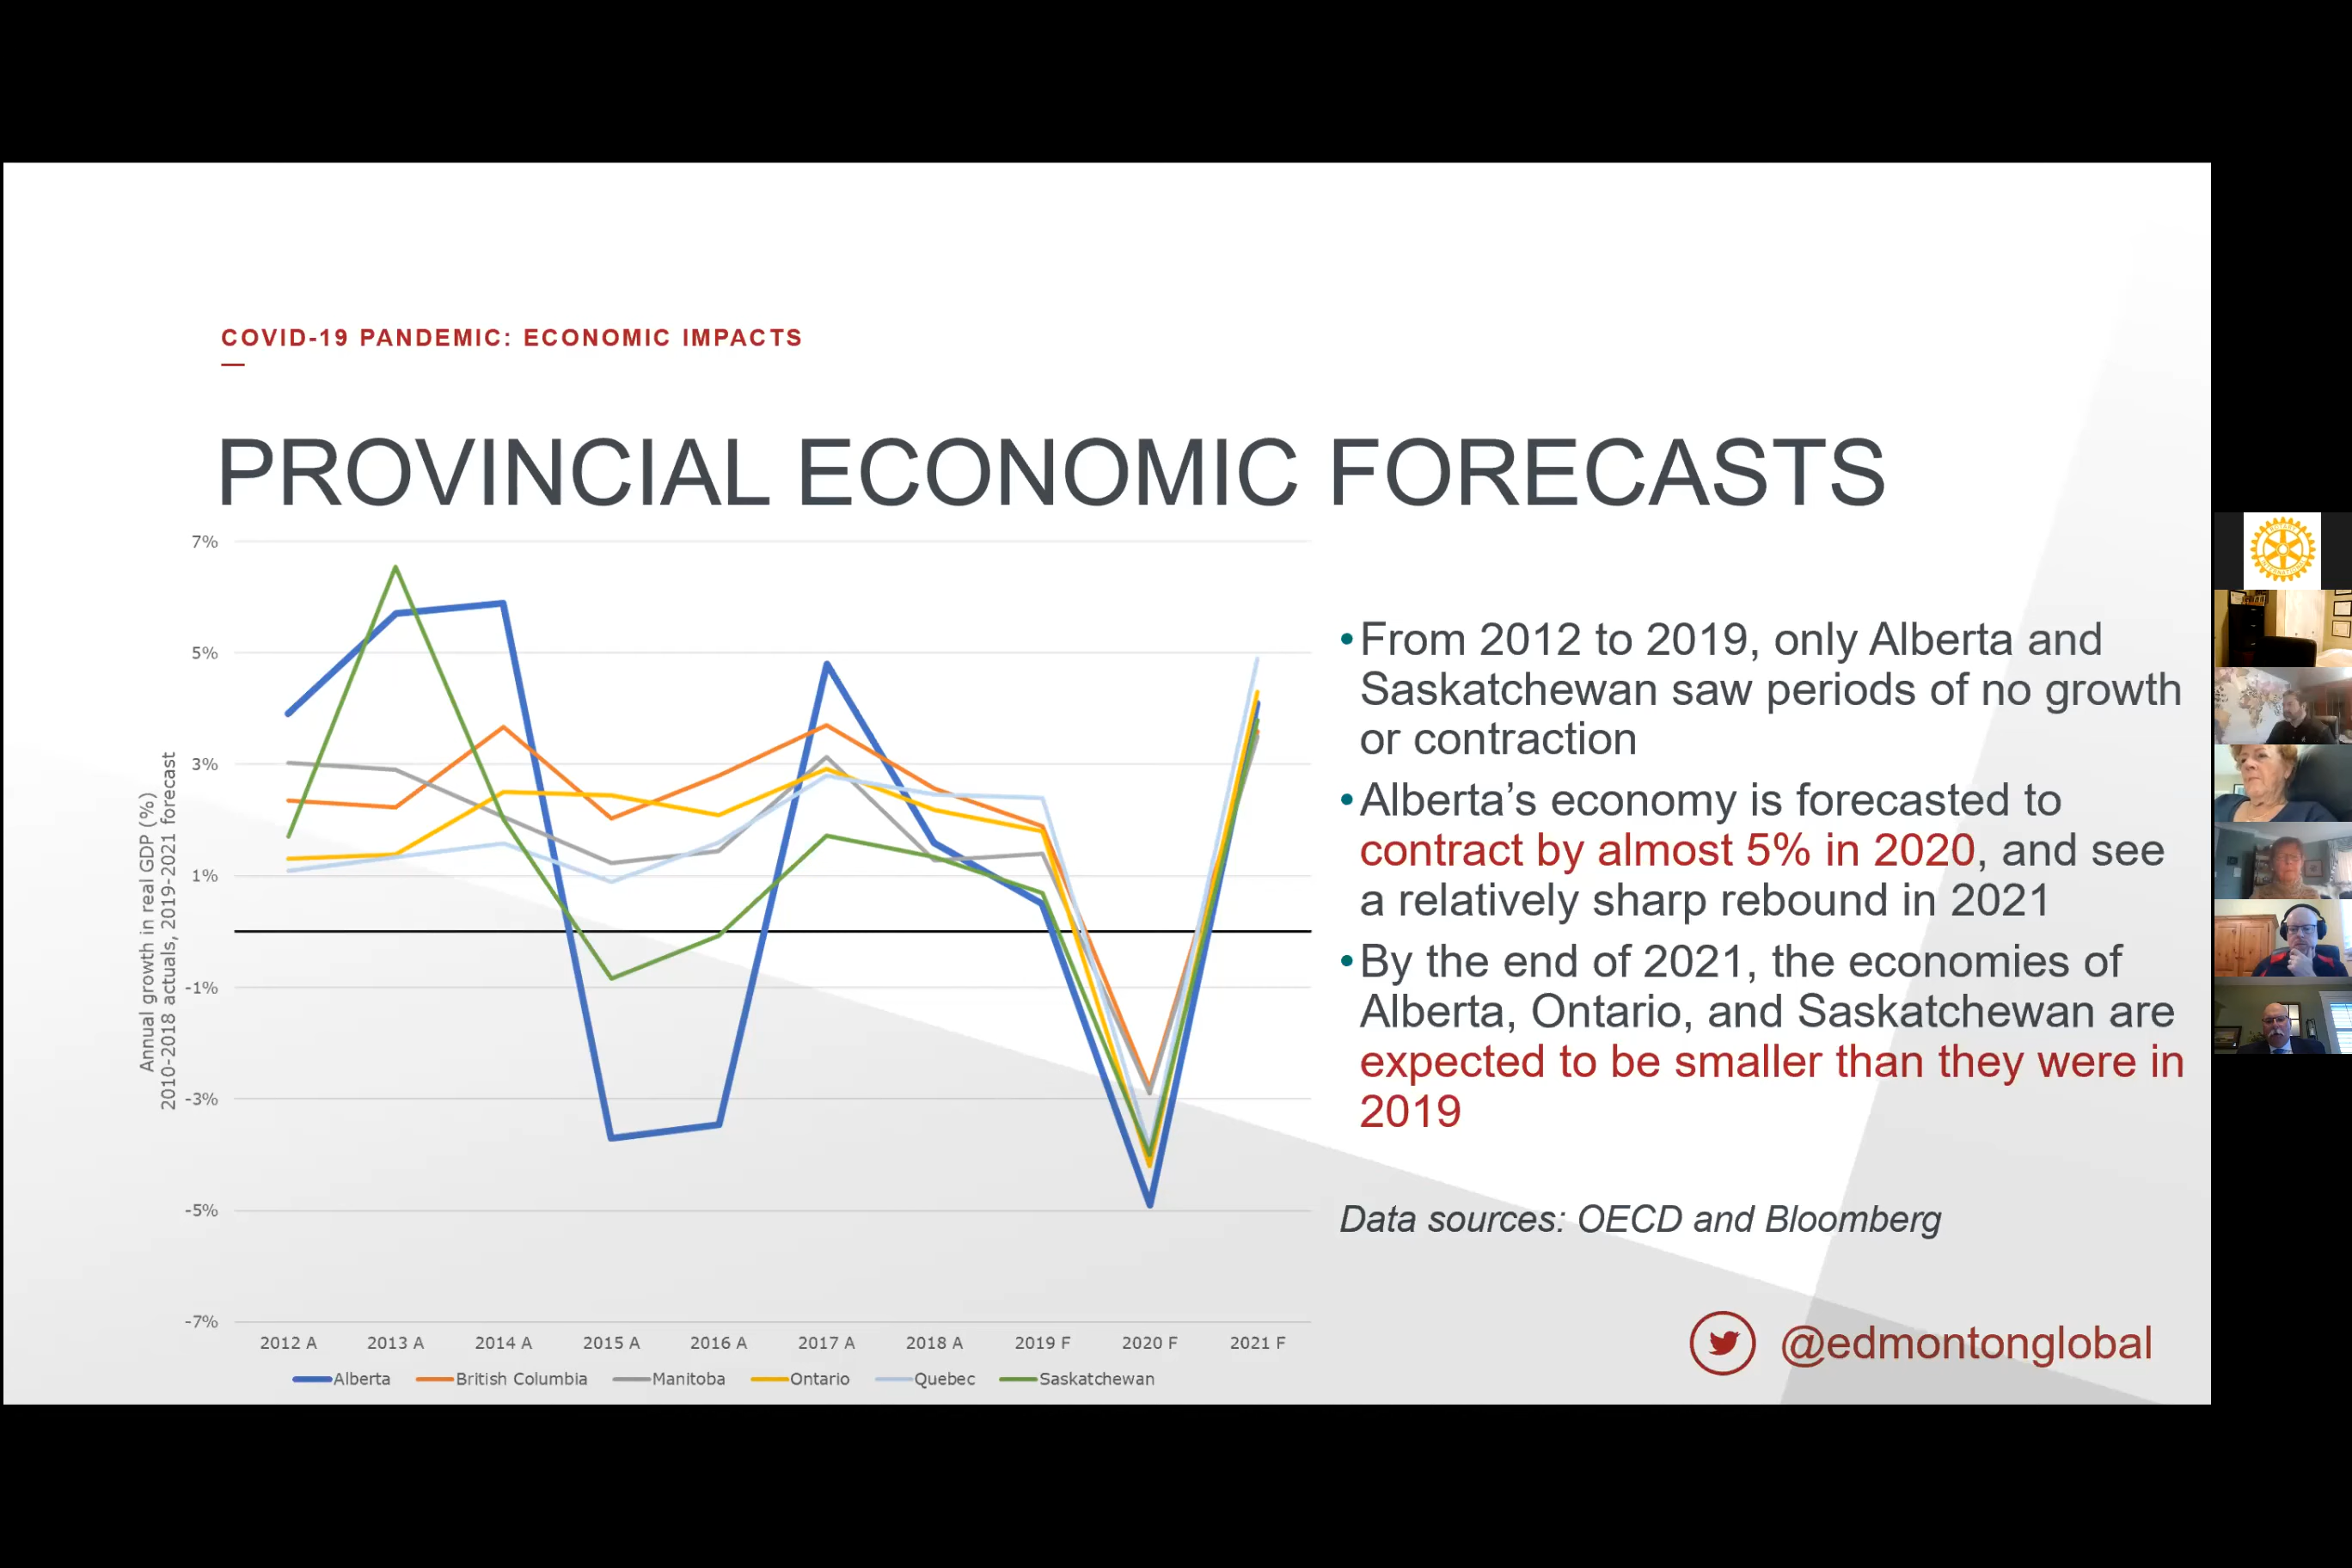 COVID-19 PANDEMIC: ECONOMIC IMPACTS
PROVINCIAL ECONOMIC FORECASTS
7%
5%
3%
1%
-1%
-3%
-5%
-7%
Annual growth in real GDP (%)
2010-2018 actuals, 2019-2021 forecast
2012 A 2013 A 2014 A 2015 A 2016 A 2017 A 2018 A 2019 F 2020 F 2021 F
Alberta British Columbia Manitoba Ontario Quebec Saskatchewan
•From 2012 to 2019, only Alberta and
Saskatchewan saw periods of no growth
or contraction
•Alberta’s economy is forecasted to
contract by almost 5% in 2020, and see
a relatively sharp rebound in 2021
•By the end of 2021, the economies of
Alberta, Ontario, and Saskatchewan are
expected to be smaller than they were in
2019
Data sources: OECD and Bloomberg
@edmontonglobal
ROTARY
INTERNATIONAL